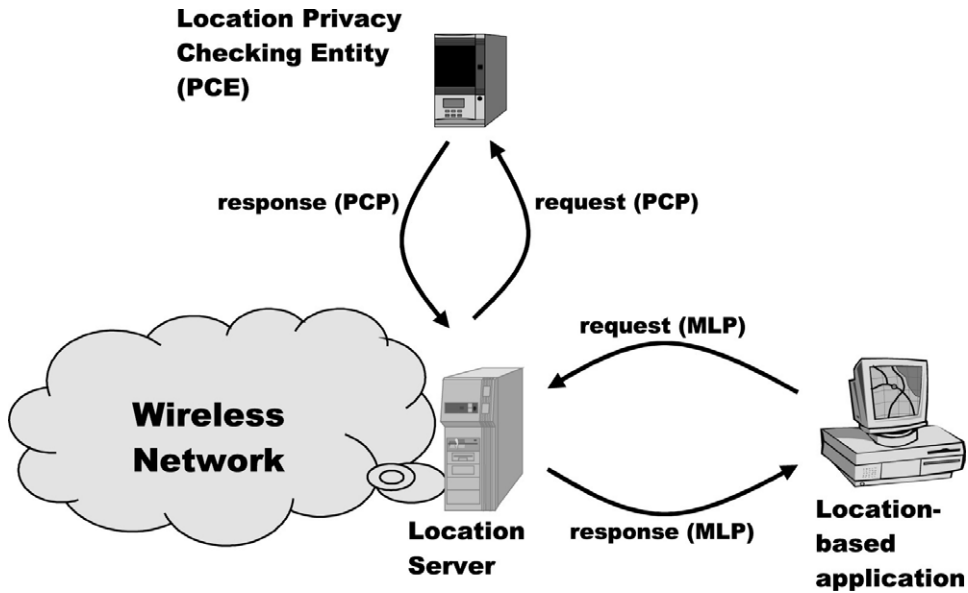 Location Privacy
Checking Entity
(PCE)
response (PCP)
request (PCP)
request (MLP)
Wireless
Network
response (MLP)
Location
Server
Location-
based
application